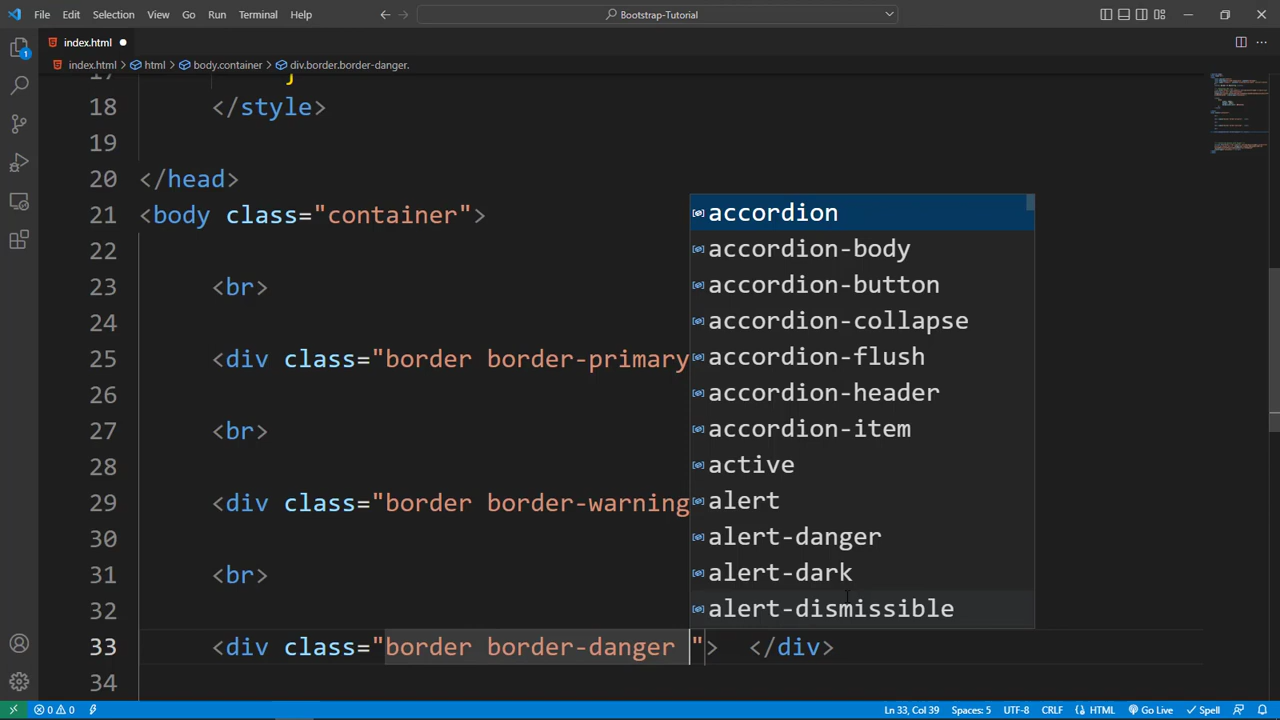 File Edit Selection View Go Run Terminal Help Bootstrap-Tutorial
index.html
index.html html body.container div.border.border-danger.
1
17 }
18 </style>
19
20 </head>
21 <body class="container">
22
23 <br>
24
25 <div class="border border-primary
26
27 <br>
28
29 <div class="border border-warning
30
31 <br>
32
33 <div class="border border-danger "> </div>
34
accordion
accordion-body
accordion-button
accordion-collapse
accordion-flush
accordion-header
accordion-item
active
alert
alert-danger
alert-dark
alert-dismissible
0 0 Ln 33, Col 39 Spaces: 5 UTF-8 CRLF HTML Go Live Spell